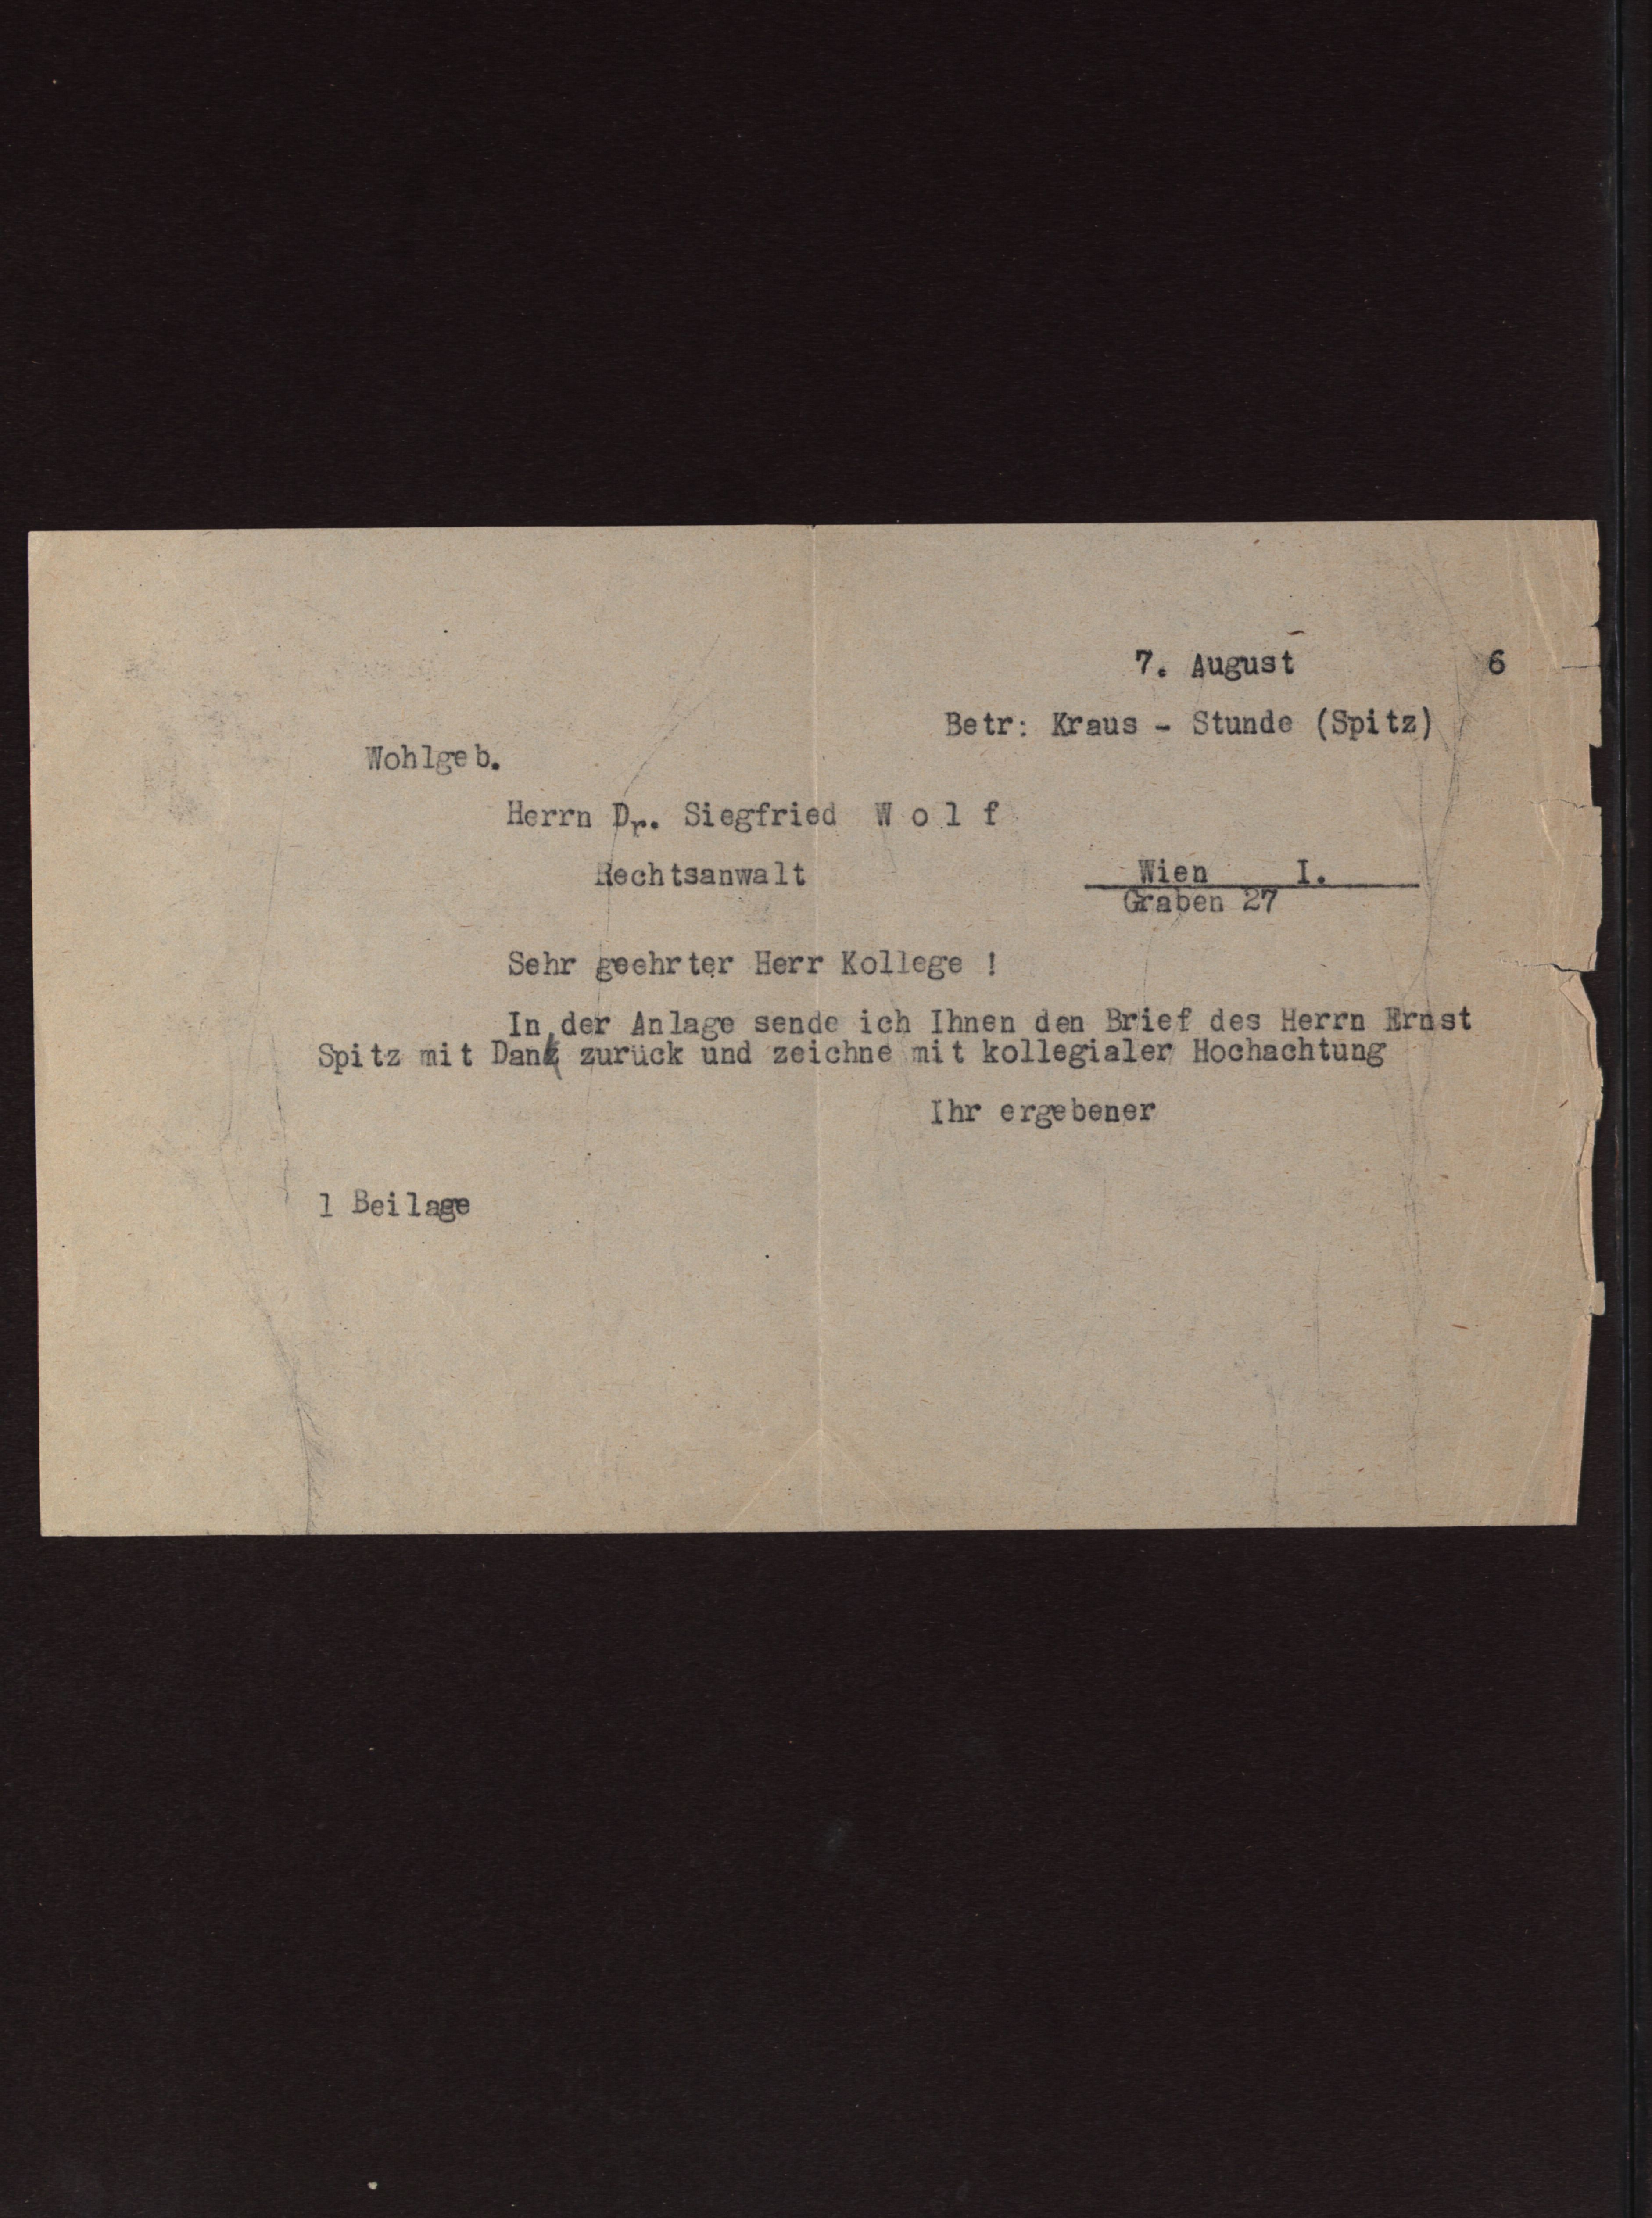 7. August 6
Betr: Kraus - Stunde (Spitz)
Wohlgeb.
Herrn Dr. Siegfried W o l f
Rechtsanwalt Wien I.
Graben 27
Sehr geehrter Herr Kollege !
In der Anlage sende ich Ihnen den Brief des Herrn Ernst
Spitz mit Dank zurück und zeichne mit kollegialer Hochachtung
Ihr ergebener
1 Beilage